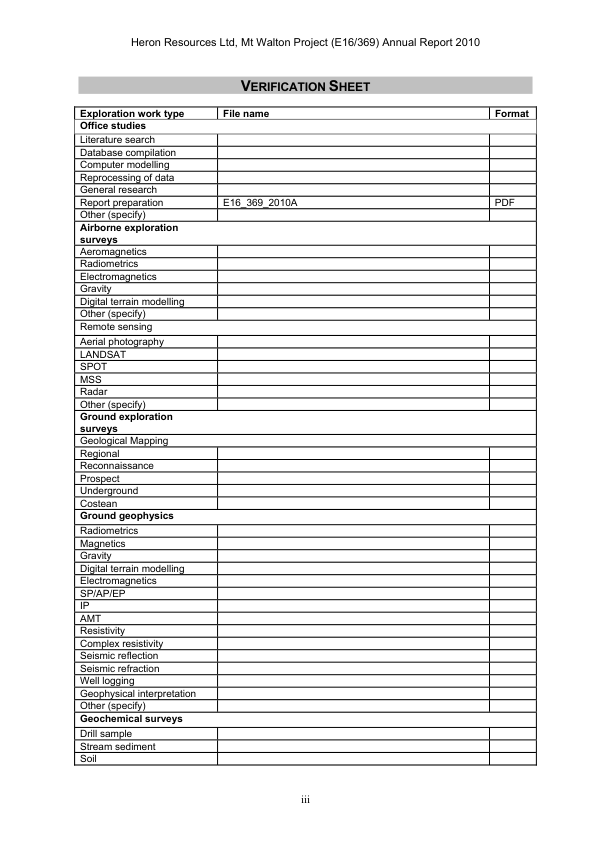 Heron Resources Ltd, Mt Walton Project (E16/369) Annual Report 2010
VERIFICATION SHEET
Exploration work type File name Format
Office studies
Literature search
Database compilation
Computer modelling
Reprocessing of data
General research
Report preparation E16_369_2010A PDF
Other (specify)
Airborne exploration
surveys
Aeromagnetics
Radiometrics
Electromagnetics
Gravity
Digital terrain modelling
Other (specify)
Remote sensing
Aerial photography
LANDSAT
SPOT
MSS
Radar
Other (specify)
Ground exploration
surveys
Geological Mapping
Regional
Reconnaissance
Prospect
Underground
Costean
Ground geophysics
Radiometrics
Magnetics
Gravity
Digital terrain modelling
Electromagnetics
SP/AP/EP
IP
AMT
Resistivity
Complex resistivity
Seismic reflection
Seismic refraction
Well logging
Geophysical interpretation
Other (specify)
Geochemical surveys
Drill sample
Stream sediment
Soil
iii